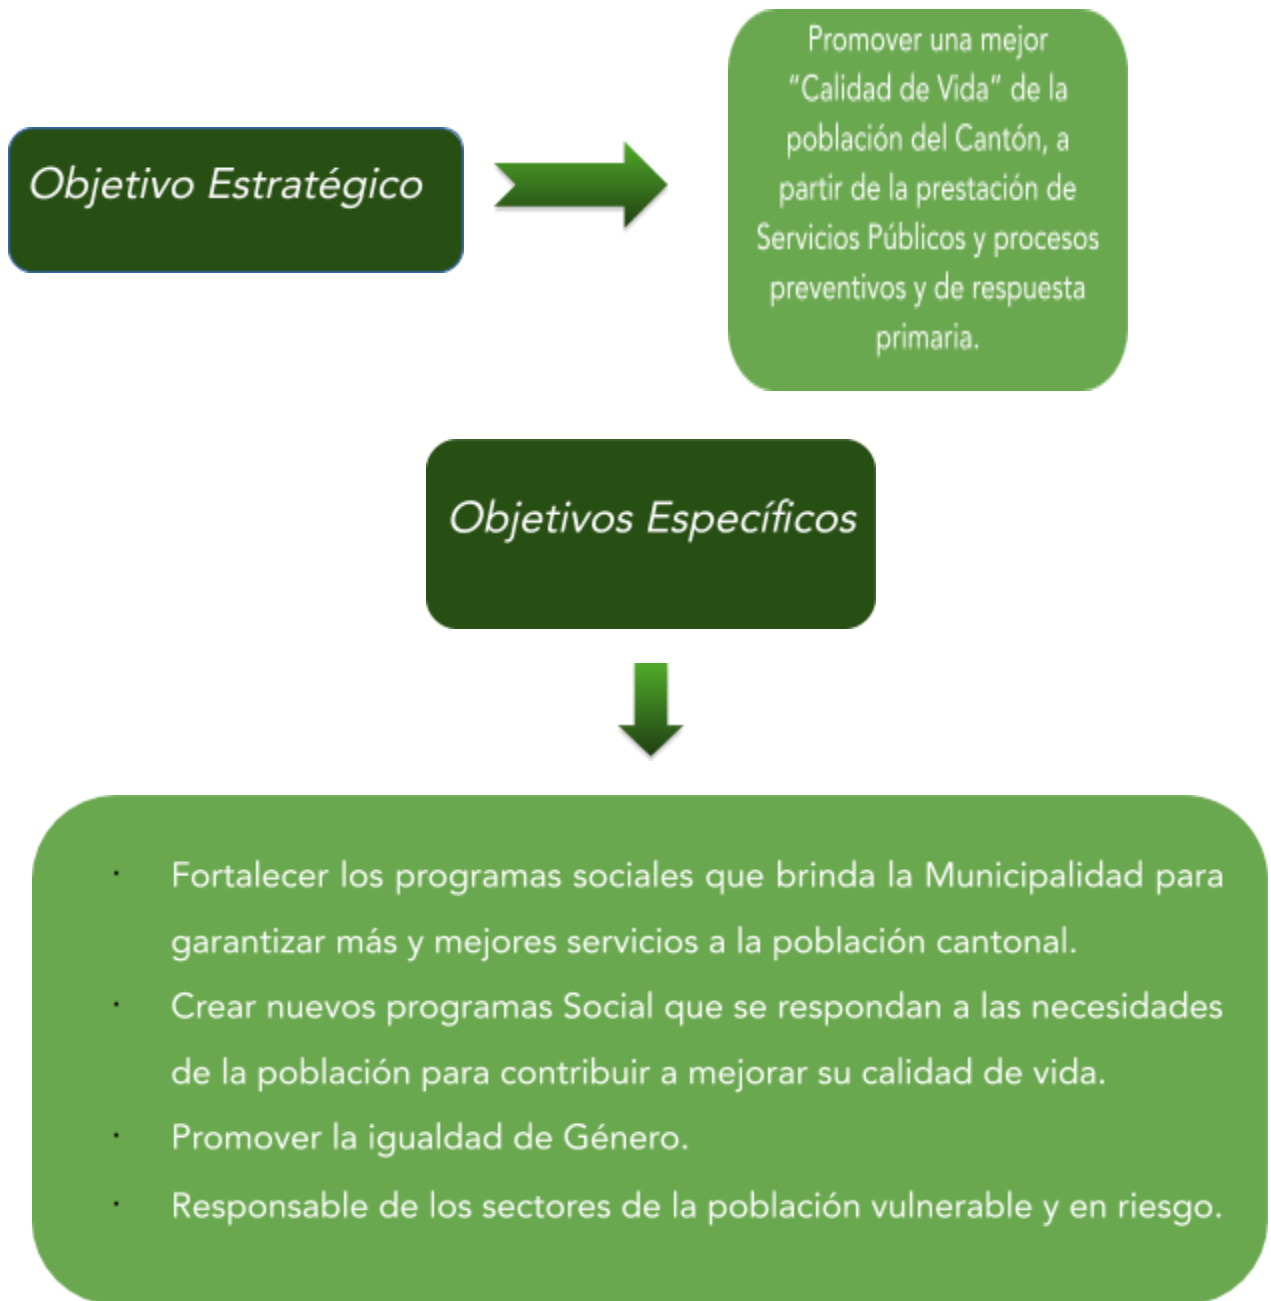 Objetivo Estratégico
Promover una mejor
“Calidad de Vida” de la
población del Cantón, a
partir de la prestación de
Servicios Públicos y procesos
preventivos y de respuesta
primaria.
Objetivos Específicos
· Fortalecer los programas sociales que brinda la Municipalidad para
garantizar más y mejores servicios a la población cantonal.
· Crear nuevos programas Social que se respondan a las necesidades
de la población para contribuir a mejorar su calidad de vida.
· Promover la igualdad de Género.
· Responsable de los sectores de la población vulnerable y en riesgo.